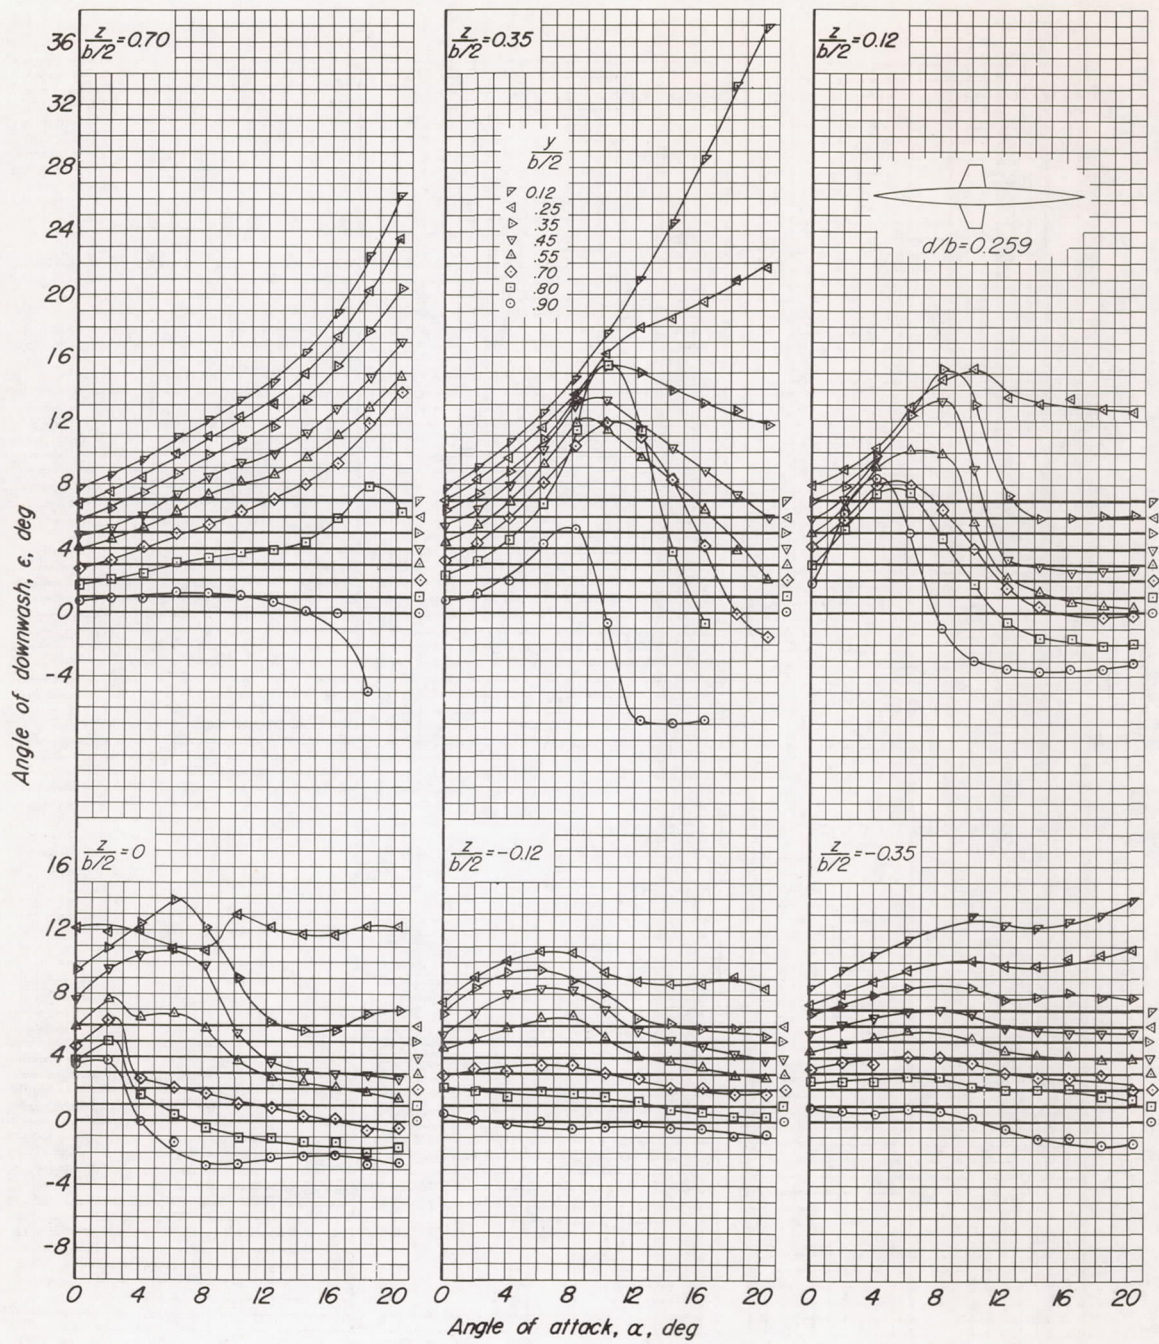 z
b/2 =0.70
z
b/2 =0.35
z
b/2 =0.12
36
32
28
24
20
16
12
8
4
0
-4
y
b/2
0.12
.25
.35
.45
.55
.70
.80
.90
d/b=0.259
Angle of downwash, ε, deg
z
b/2 =0
z
b/2 =-0.12
z
b/2 =-0.35
16
12
8
4
0
-4
-8
0 4 8 12 16 20
0 4 8 12 16 20
0 4 8 12 16 20
Angle of attack, α, deg